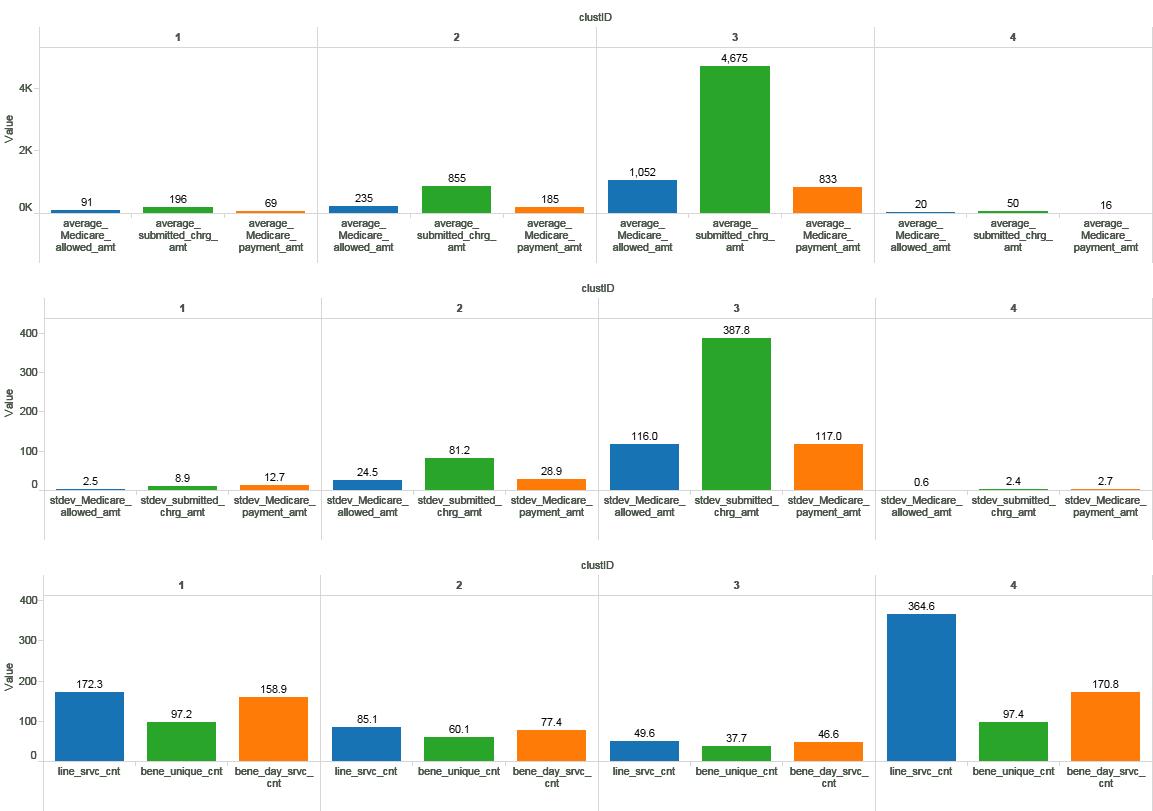 clustID
1 2 3 4
4,675
4K
Value
2K
1,052
855 833
91 196 69 235 185 20 50 16
0K
average_ average_ average_ average_ average_ average_ average_ average_ average_ average_ average_ average_
Medicare_ submitted_chrg_ Medicare_ Medicare_ submitted_chrg_ Medicare_ Medicare_ submitted_chrg_ Medicare_ Medicare_ submitted_chrg_ Medicare_
allowed_amt amt payment_amt allowed_amt amt payment_amt allowed_amt amt payment_amt allowed_amt amt payment_amt
clustID
1 2 3 4
400 387.8
300
Value
200
116.0 117.0
100 81.2
2.5 8.9 12.7 24.5 28.9 0.6 2.4 2.7
0
stdev_Medicare_ stdev_submitted_ stdev_Medicare_ stdev_Medicare_ stdev_submitted_ stdev_Medicare_ stdev_Medicare_ stdev_submitted_ stdev_Medicare_ stdev_Medicare_ stdev_submitted_ stdev_Medicare_
allowed_amt chrg_amt payment_amt allowed_amt chrg_amt payment_amt allowed_amt chrg_amt payment_amt allowed_amt chrg_amt payment_amt
clustID
1 2 3 4
400 364.6
300
Value
200 172.3 158.9 170.8
100 97.2 85.1 60.1 77.4 49.6 37.7 46.6 97.4
0
line_srvc_cnt bene_unique_cnt bene_day_srvc_ line_srvc_cnt bene_unique_cnt bene_day_srvc_ line_srvc_cnt bene_unique_cnt bene_day_srvc_ line_srvc_cnt bene_unique_cnt bene_day_srvc_
cnt cnt cnt cnt